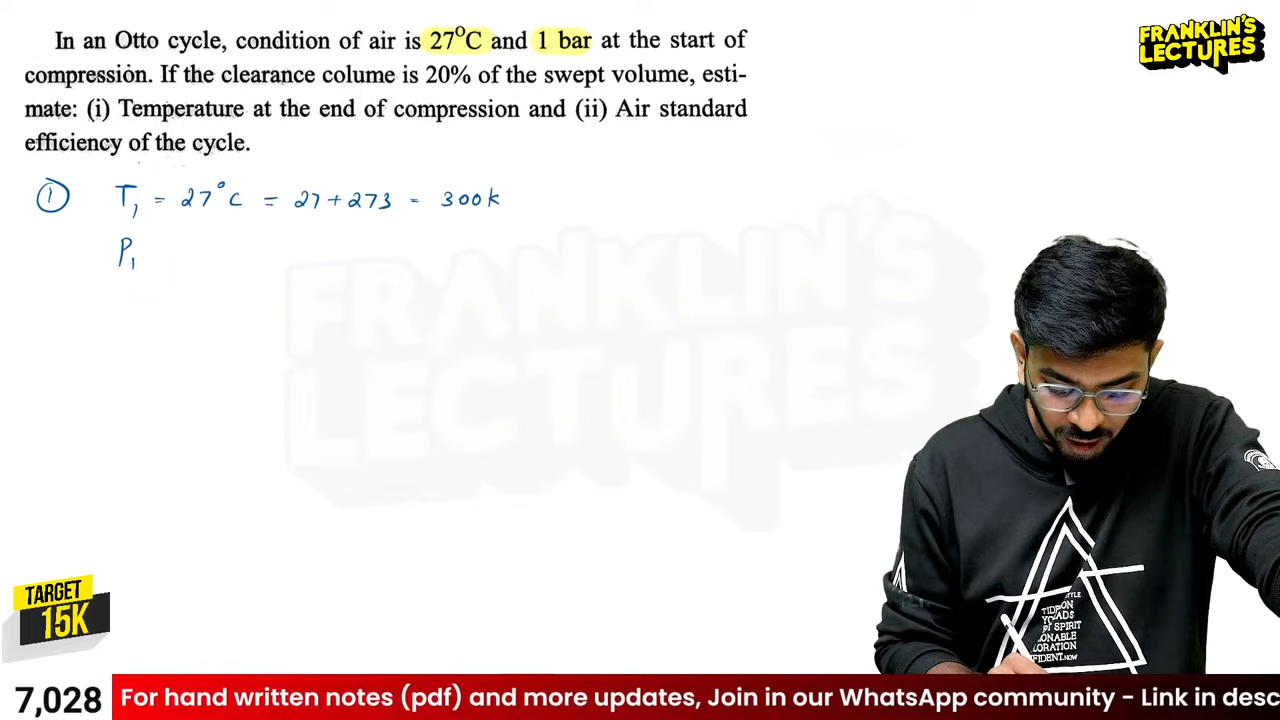 In an Otto cycle, condition of air is 27°C and 1 bar at the start of
compression. If the clearance colume is 20% of the swept volume, esti-
mate: (i) Temperature at the end of compression and (ii) Air standard
efficiency of the cycle.
① T₁ = 27°C = 27 + 273 = 300k
P₁
FRANKLIN'S
LECTURES
FRANKLIN'S
LECTURES
TARGET
15K
7,028
For hand written notes (pdf) and more updates, Join in our WhatsApp community - Link in desc